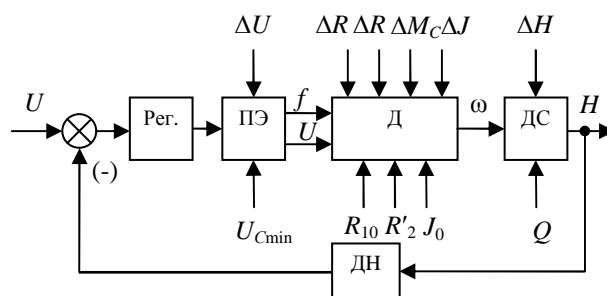 ΔU ΔR ΔR ΔM_C ΔJ ΔH
U Рег. ПЭ f U Д ω ДС H
(-)
U_Cmin R_10 R'_2 J_0 Q
ДН